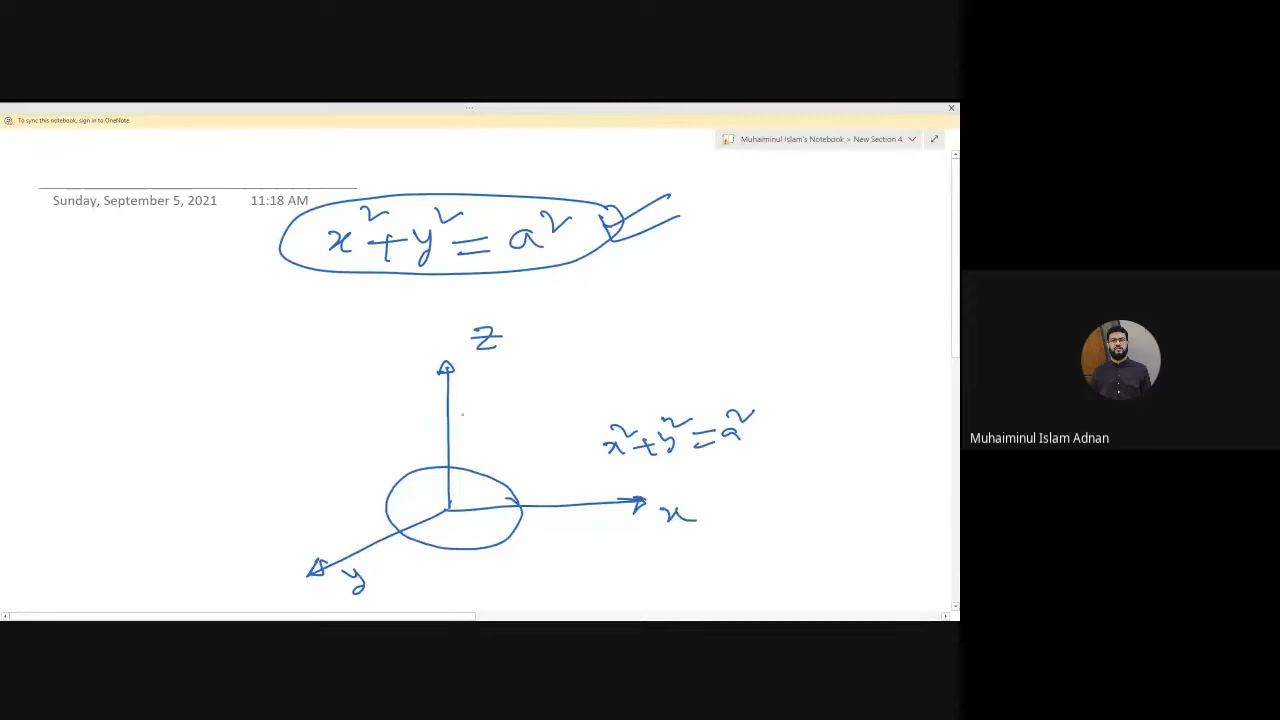 To sync this notebook, sign in to OneNote
Muhaiminul Islam's Notebook > New Section 4
Sunday, September 5, 2021 11:18 AM
x² + y² = a²
z
x² + y² = a²
x
y
Muhaiminul Islam Adnan